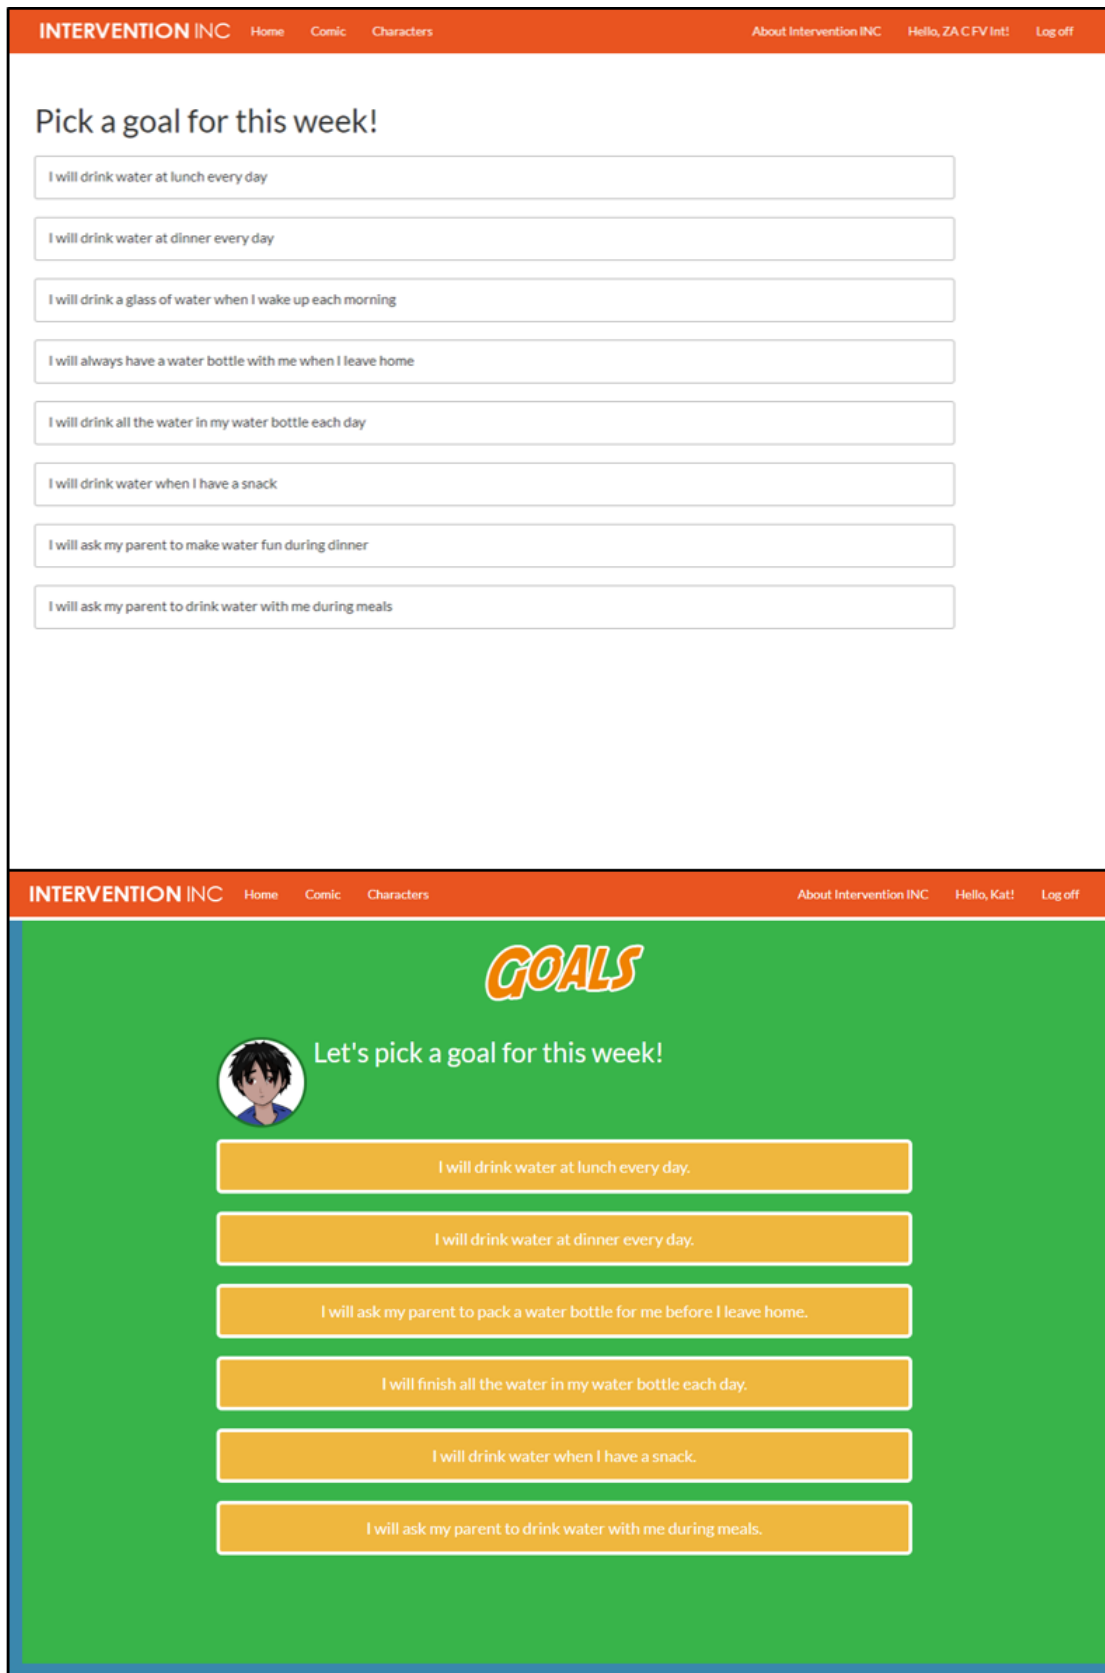 INTERVENTION INC Home Comic Characters About Intervention INC Hello, ZA C FV Int! Log off
Pick a goal for this week!
I will drink water at lunch every day
I will drink water at dinner every day
I will drink a glass of water when I wake up each morning
I will always have a water bottle with me when I leave home
I will drink all the water in my water bottle each day
I will drink water when I have a snack
I will ask my parent to make water fun during dinner
I will ask my parent to drink water with me during meals
INTERVENTION INC Home Comic Characters About Intervention INC Hello, Kat! Log off
GOALS
Let's pick a goal for this week!
I will drink water at lunch every day.
I will drink water at dinner every day.
I will ask my parent to pack a water bottle for me before I leave home.
I will finish all the water in my water bottle each day.
I will drink water when I have a snack.
I will ask my parent to drink water with me during meals.